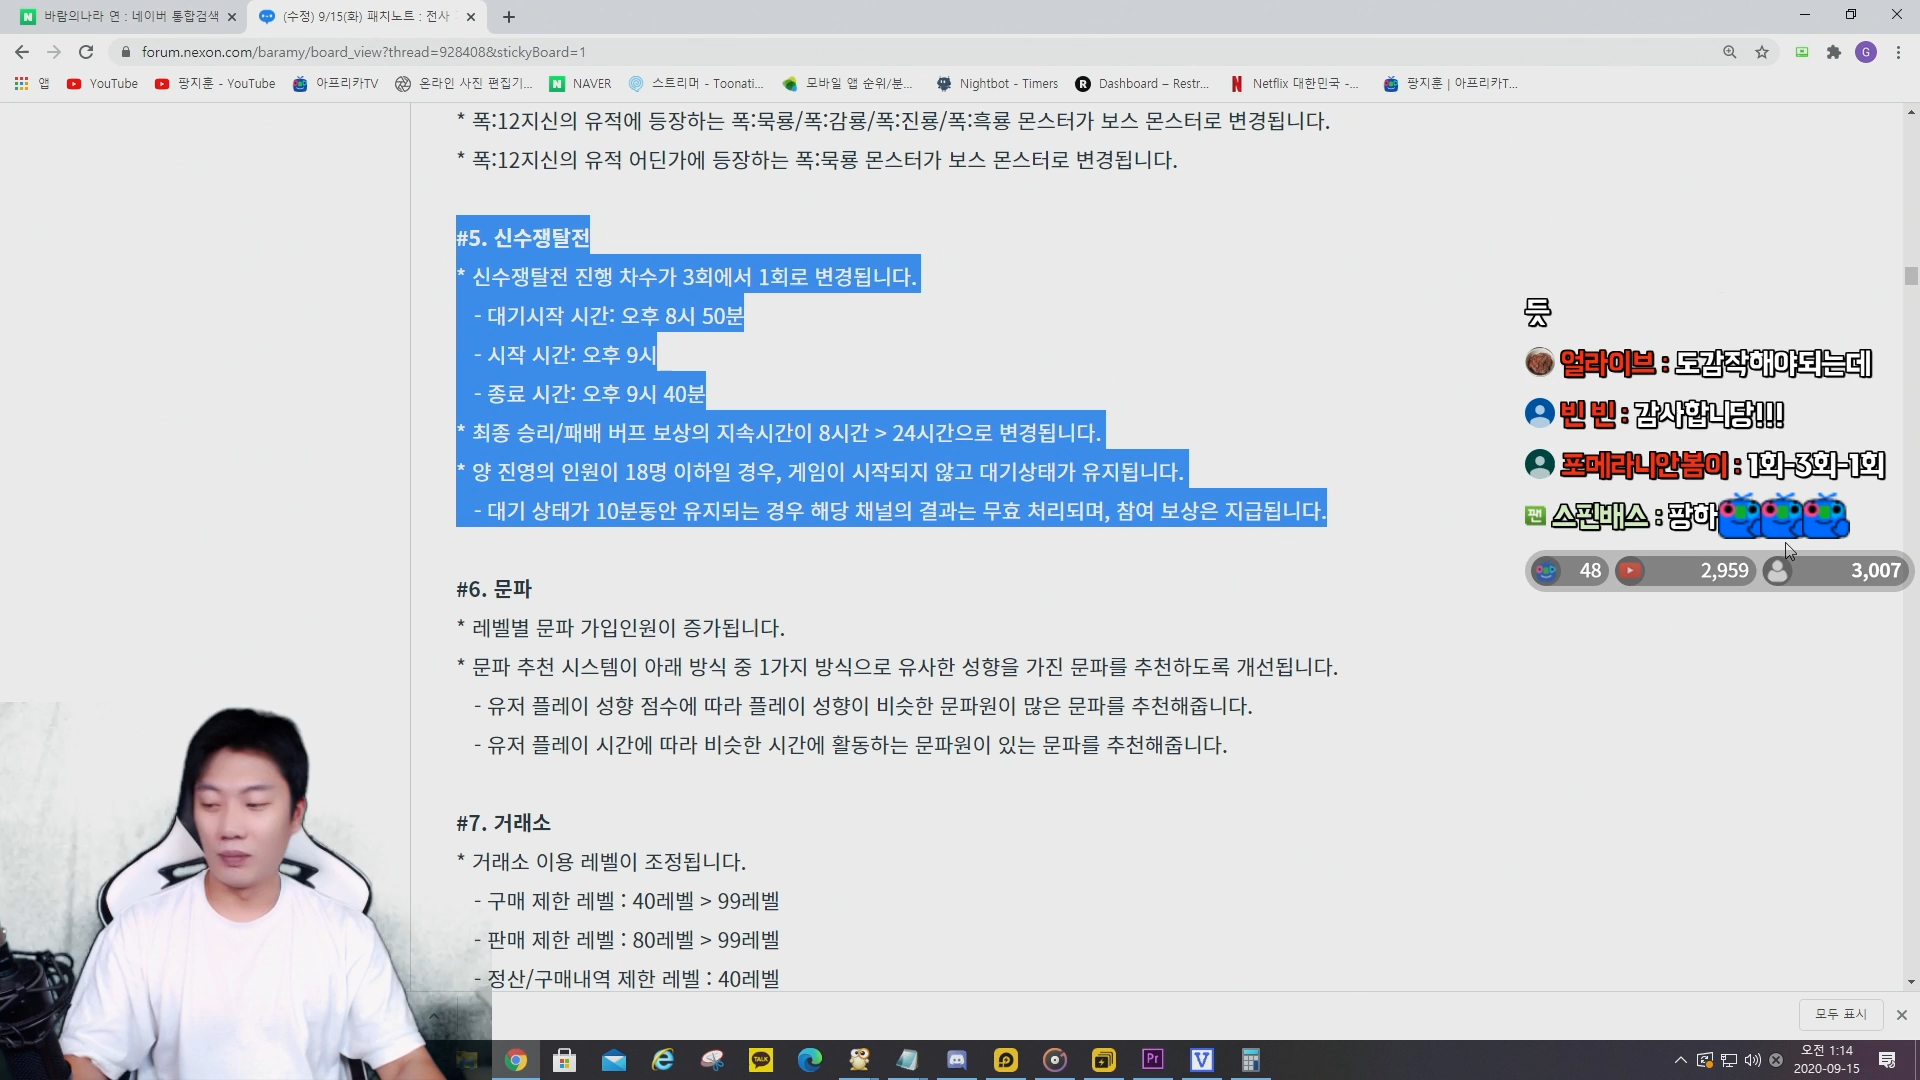 바람의나라 연 : 네이버 통합검색
(수정) 9/15(화) 패치노트 : 전사
forum.nexon.com/baramy/board_view?thread=928408&stickyBoard=1
G
앱
YouTube
팡지훈 - YouTube
아프리카TV
온라인 사진 편집기...
NAVER
스트리머 - Toonati...
모바일 앱 순위/분...
Nightbot - Timers
Dashboard – Restr...
Netflix 대한민국 -...
팡지훈 | 아프리카T...
* 폭:12지신의 유적에 등장하는 폭:묵룡/폭:감룡/폭:진룡/폭:흑룡 몬스터가 보스 몬스터로 변경됩니다.
* 폭:12지신의 유적 어딘가에 등장하는 폭:묵룡 몬스터가 보스 몬스터로 변경됩니다.
#5. 신수쟁탈전
* 신수쟁탈전 진행 차수가 3회에서 1회로 변경됩니다.
- 대기시작 시간: 오후 8시 50분
- 시작 시간: 오후 9시
- 종료 시간: 오후 9시 40분
* 최종 승리/패배 버프 보상의 지속시간이 8시간 > 24시간으로 변경됩니다.
* 양 진영의 인원이 18명 이하일 경우, 게임이 시작되지 않고 대기상태가 유지됩니다.
- 대기 상태가 10분동안 유지되는 경우 해당 채널의 결과는 무효 처리되며, 참여 보상은 지급됩니다.
#6. 문파
* 레벨별 문파 가입인원이 증가됩니다.
* 문파 추천 시스템이 아래 방식 중 1가지 방식으로 유사한 성향을 가진 문파를 추천하도록 개선됩니다.
- 유저 플레이 성향 점수에 따라 플레이 성향이 비슷한 문파원이 많은 문파를 추천해줍니다.
- 유저 플레이 시간에 따라 비슷한 시간에 활동하는 문파원이 있는 문파를 추천해줍니다.
#7. 거래소
* 거래소 이용 레벨이 조정됩니다.
- 구매 제한 레벨 : 40레벨 > 99레벨
- 판매 제한 레벨 : 80레벨 > 99레벨
- 정산/구매내역 제한 레벨 : 40레벨
듯
얼라이브 : 도감작해야되는데
빈 빈 : 감사합니당!!!
포메라니안봄이 : 1회-3회-1회
팬 스핀배스 : 팡하
48 2,959 3,007
모두 표시
TALK
Pr
V
오전 1:14
2020-09-15